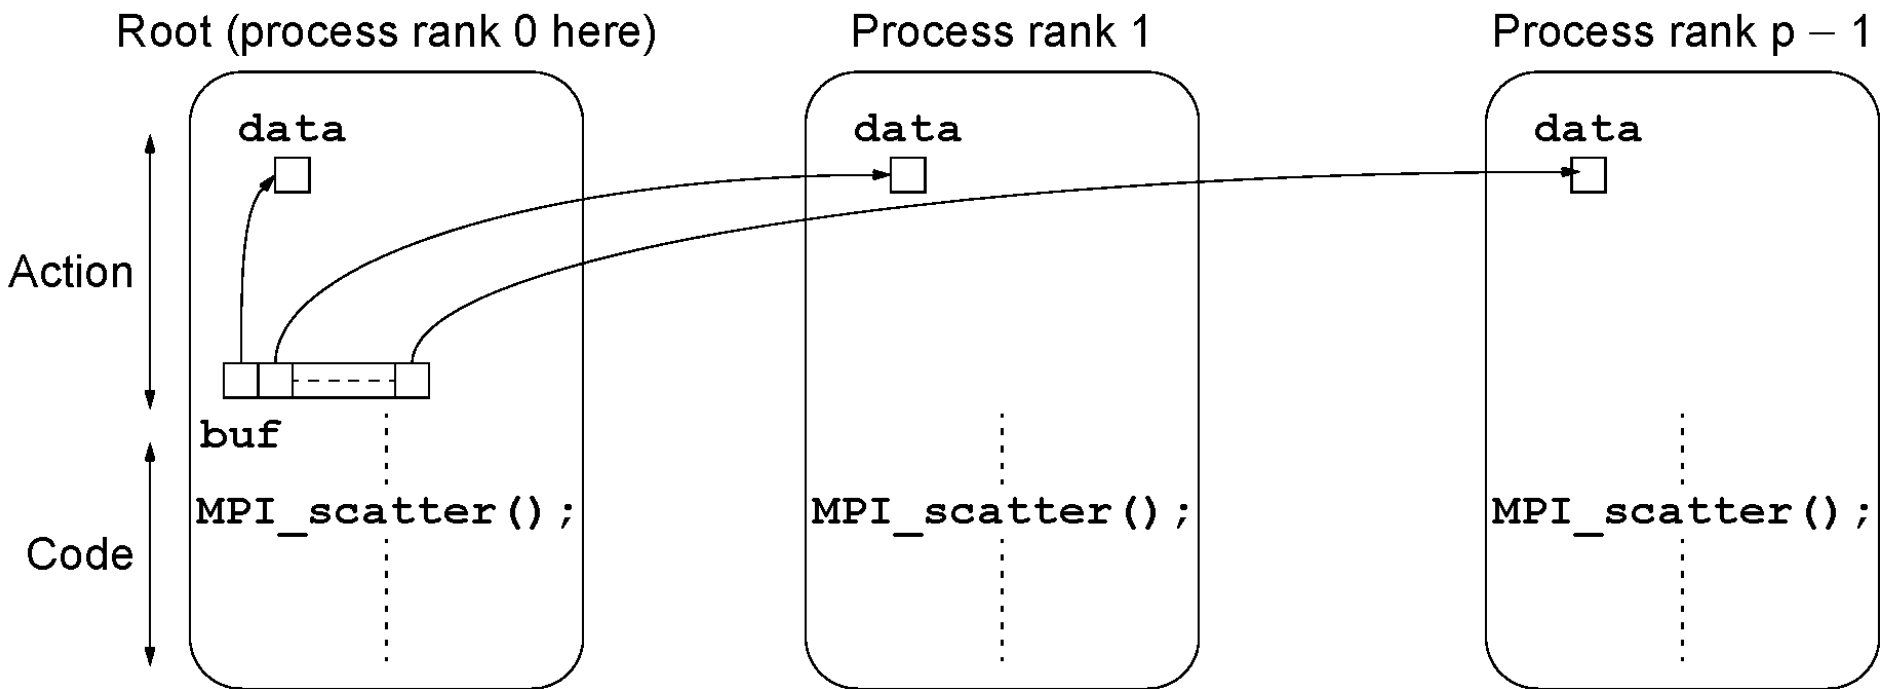 Root (process rank 0 here) Process rank 1 Process rank p – 1
data data data
Action
buf
MPI_scatter(); MPI_scatter(); MPI_scatter();
Code